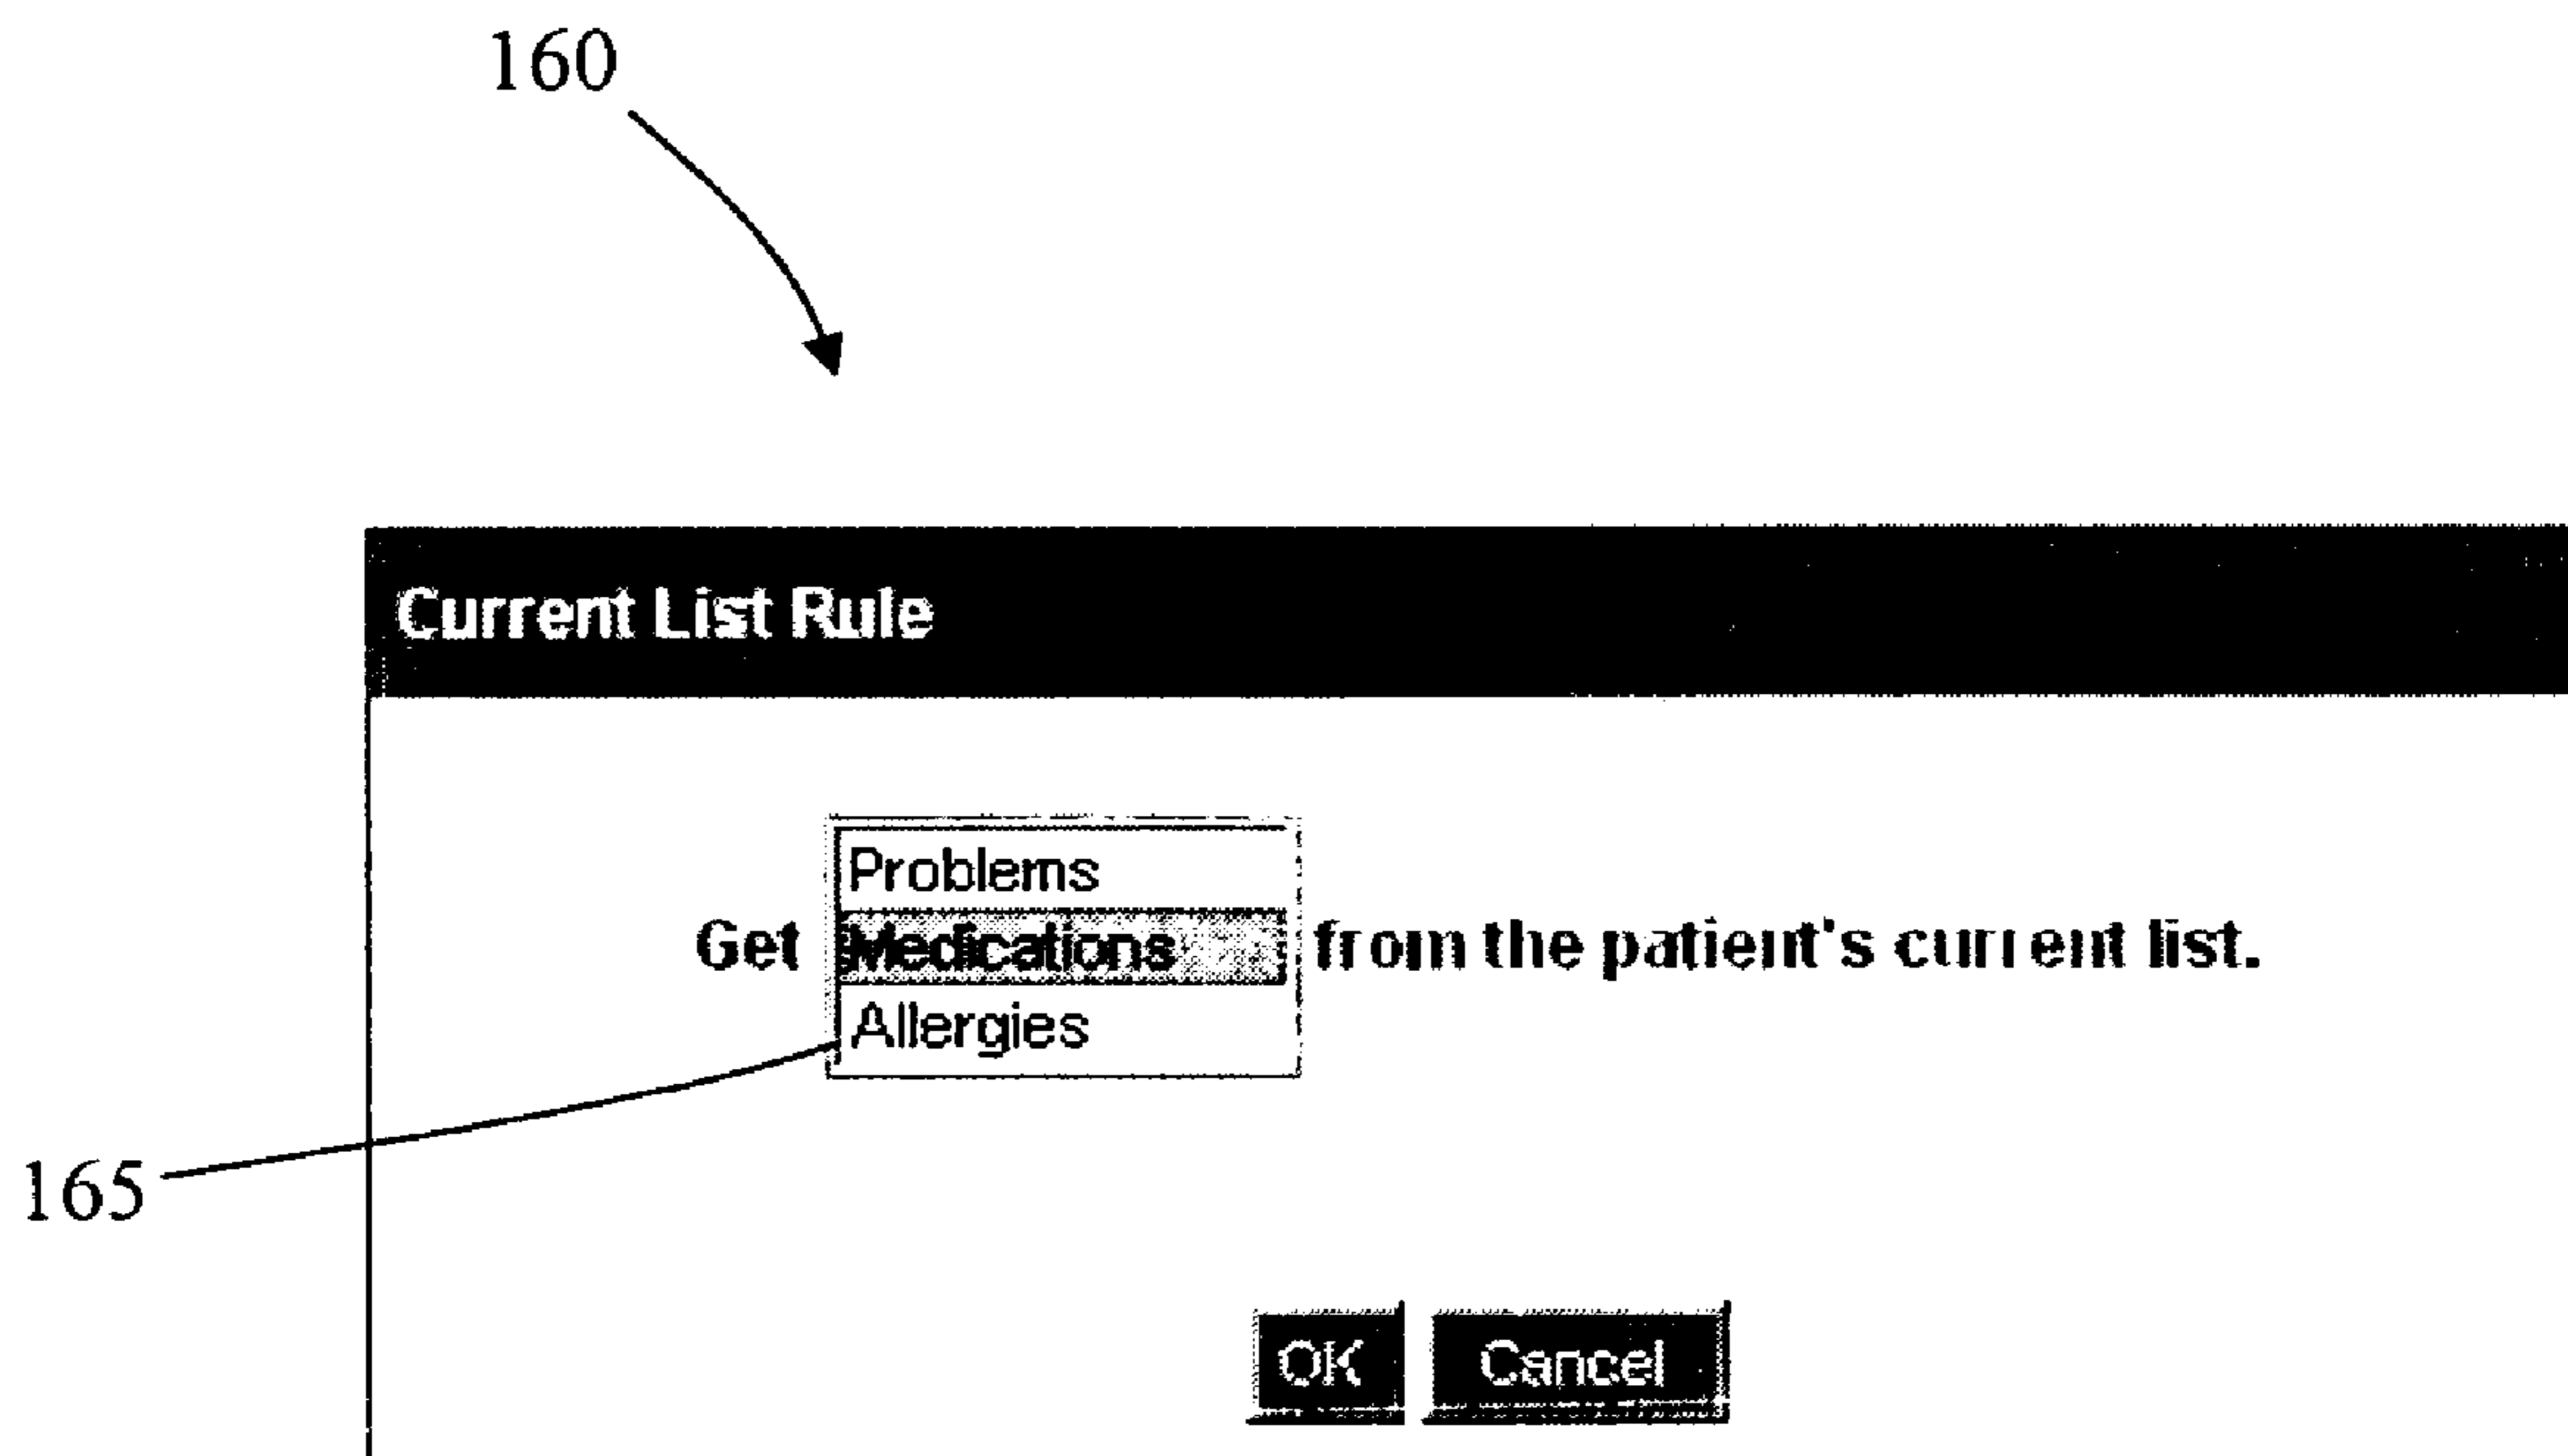 160
Current List Rule
Problems
Get Medications from the patient's current list.
Allergies
165
OK Cancel